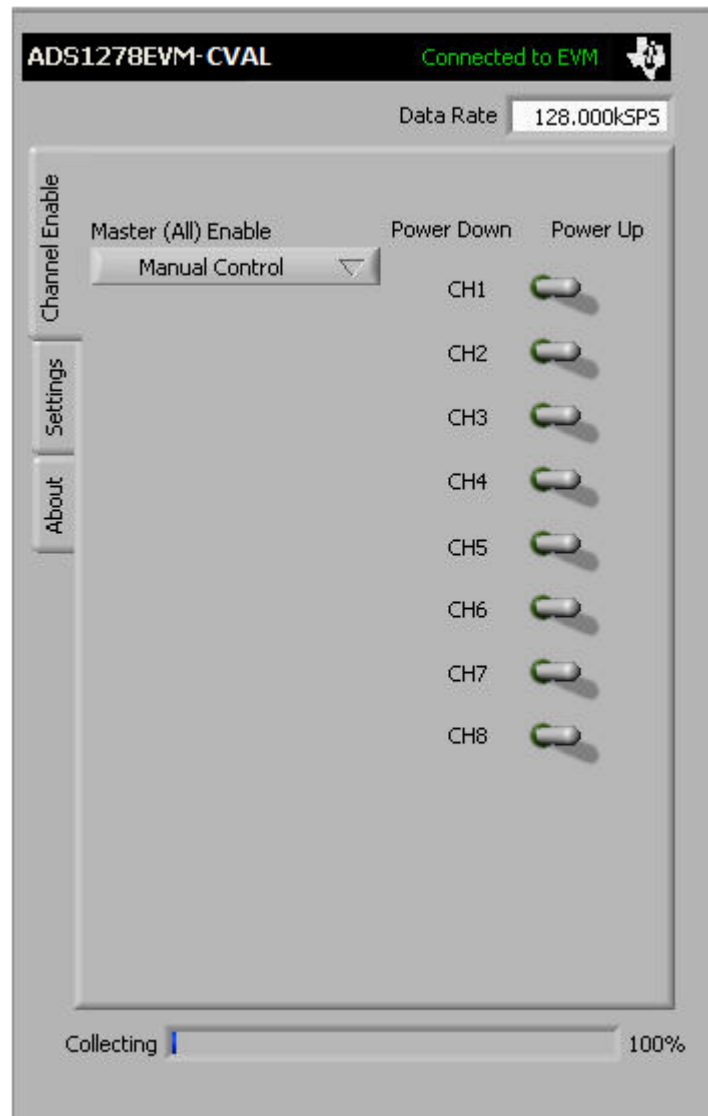 ADS1278EVM-CVAL Connected to EVM
Data Rate 128.000kSPS
Channel Enable
Settings
About
Master (All) Enable
Manual Control
Power Down Power Up
CH1
CH2
CH3
CH4
CH5
CH6
CH7
CH8
Collecting 100%